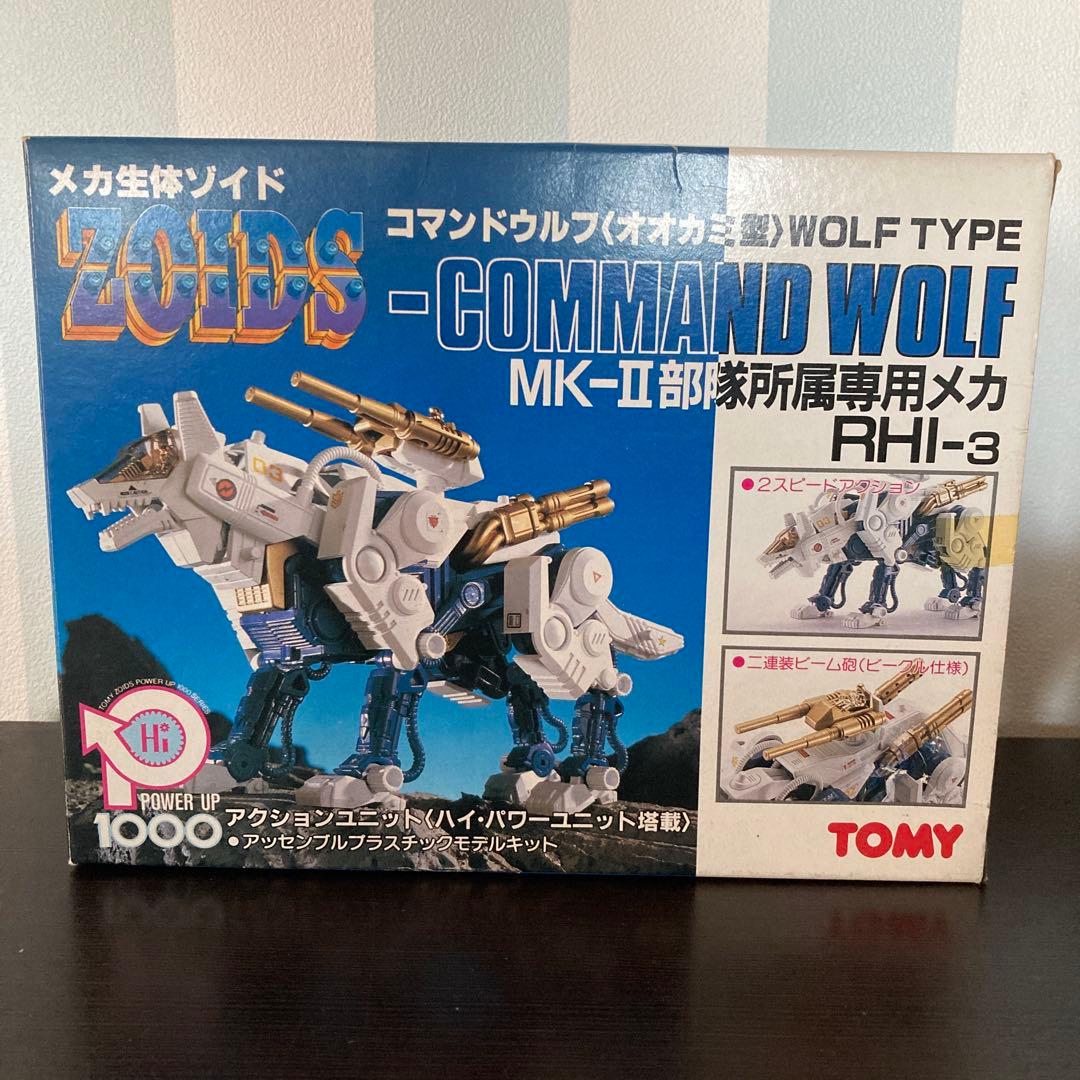 メカ生体ゾイド
ZOIDS
コマンドウルフ〈オオカミ型〉WOLF TYPE
-COMMAND WOLF
MK-II部隊所属専用メカ
RHI-3
●2スピードアクション
●二連装ビーム砲(ビークル仕様)
03
TOMY ZOIDS POWER UP 1000 SERIES
Hi
POWER UP
1000
アクションユニット〈ハイ・パワーユニット塔載〉
●アッセンブルプラスチックモデルキット
TOMY